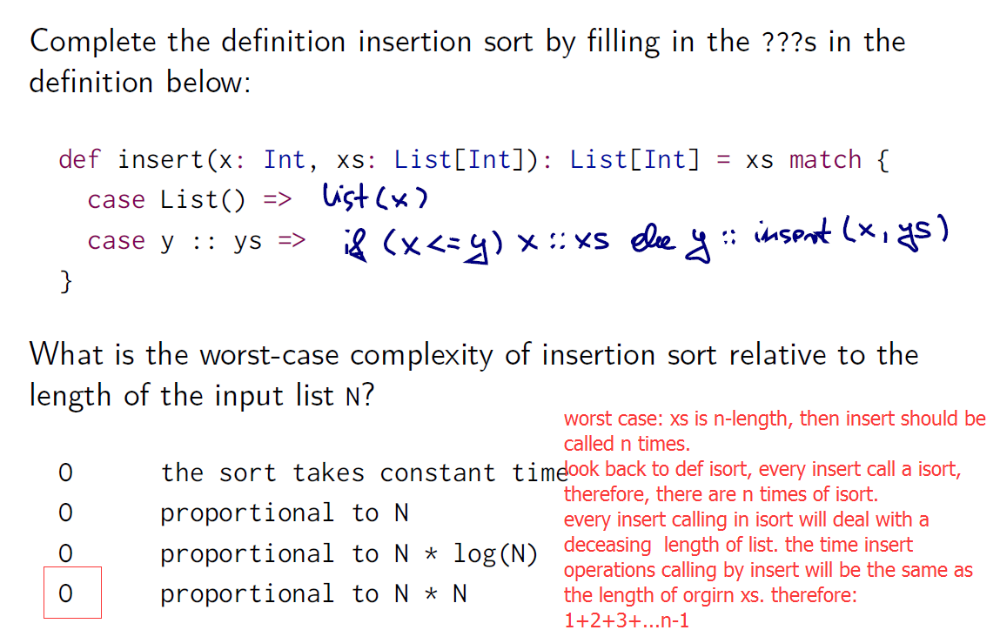 Complete the definition insertion sort by filling in the ???s in the
definition below:
def insert(x: Int, xs: List[Int]): List[Int] = xs match {
case List() => list(x)
case y :: ys => if (x<=y) x :: xs else y :: insert(x, ys)
}
What is the worst-case complexity of insertion sort relative to the
length of the input list N?
worst case: xs is n-length, then insert should be
called n times.
O the sort takes constant time
look back to def isort, every insert call a isort,
therefore, there are n times of isort.
O proportional to N
every insert calling in isort will deal with a
deceasing length of list. the time insert
O proportional to N * log(N)
operations calling by insert will be the same as
the length of orgirn xs. therefore:
O proportional to N * N
1+2+3+...n-1